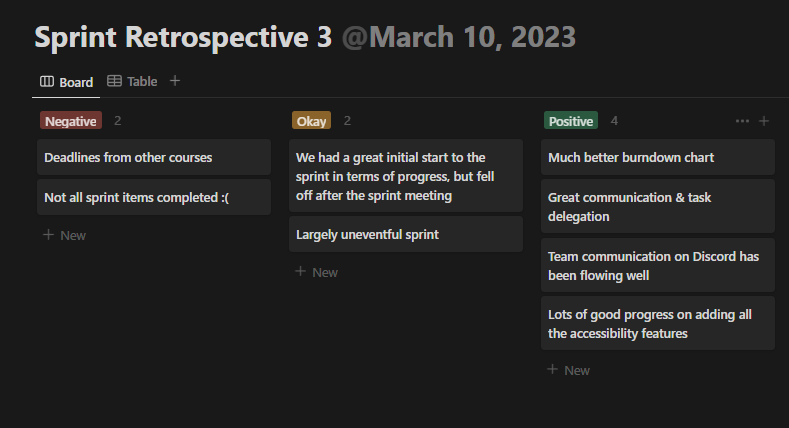 Sprint Retrospective 3 @March 10, 2023
Board Table +
Negative 2
Deadlines from other courses
Not all sprint items completed :(
+ New
Okay 2
We had a great initial start to the
sprint in terms of progress, but fell
off after the sprint meeting
Largely uneventful sprint
+ New
Positive 4 ... +
Much better burndown chart
Great communication & task
delegation
Team communication on Discord has
been flowing well
Lots of good progress on adding all
the accessibility features
+ New